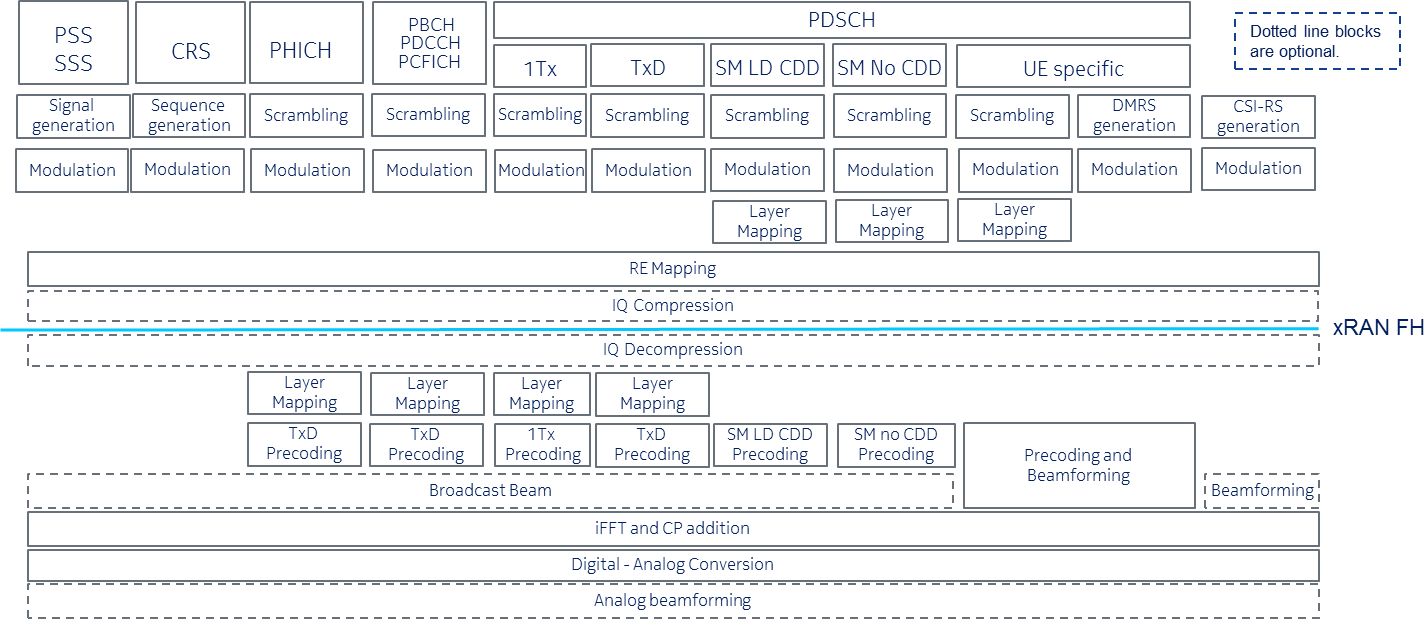 PSS
SSS
CRS
PHICH
PBCH
PDCCH
PCFICH
PDSCH
1Tx
TxD
SM LD CDD
SM No CDD
UE specific
Dotted line blocks
are optional.
Signal
generation
Sequence
generation
Scrambling
Scrambling
Scrambling
Scrambling
Scrambling
Scrambling
Scrambling
DMRS
generation
CSI-RS
generation
Modulation
Modulation
Modulation
Modulation
Modulation
Modulation
Modulation
Modulation
Modulation
Modulation
Modulation
Layer
Mapping
Layer
Mapping
Layer
Mapping
RE Mapping
IQ Compression
xRAN FH
IQ Decompression
Layer
Mapping
Layer
Mapping
Layer
Mapping
Layer
Mapping
TxD
Precoding
TxD
Precoding
1Tx
Precoding
TxD
Precoding
SM LD CDD
Precoding
SM no CDD
Precoding
Precoding and
Beamforming
Broadcast Beam
Beamforming
iFFT and CP addition
Digital - Analog Conversion
Analog beamforming